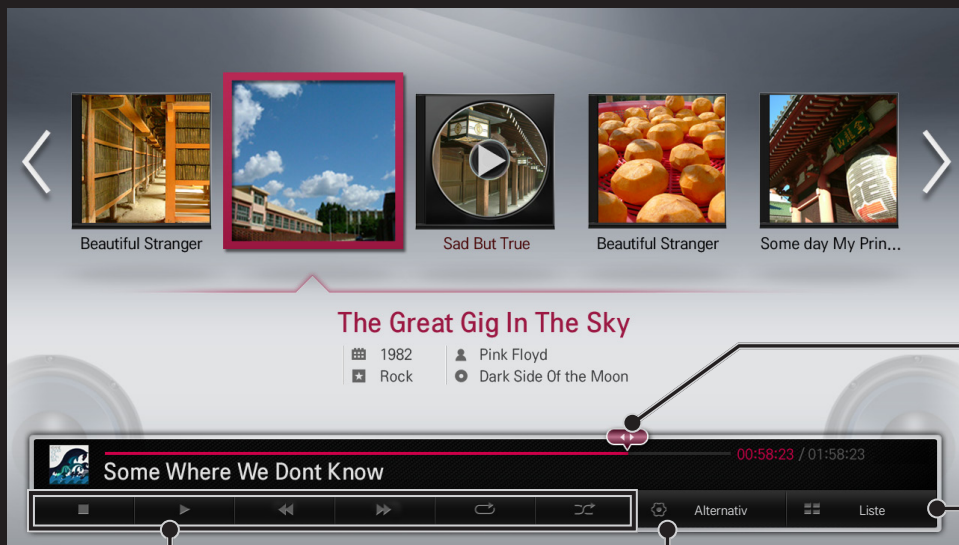 Beautiful Stranger
Sad But True
Beautiful Stranger
Some day My Prin...
The Great Gig In The Sky
1982
Pink Floyd
Rock
Dark Side Of the Moon
00:58:23 / 01:58:23
Some Where We Dont Know
Alternativ
Liste